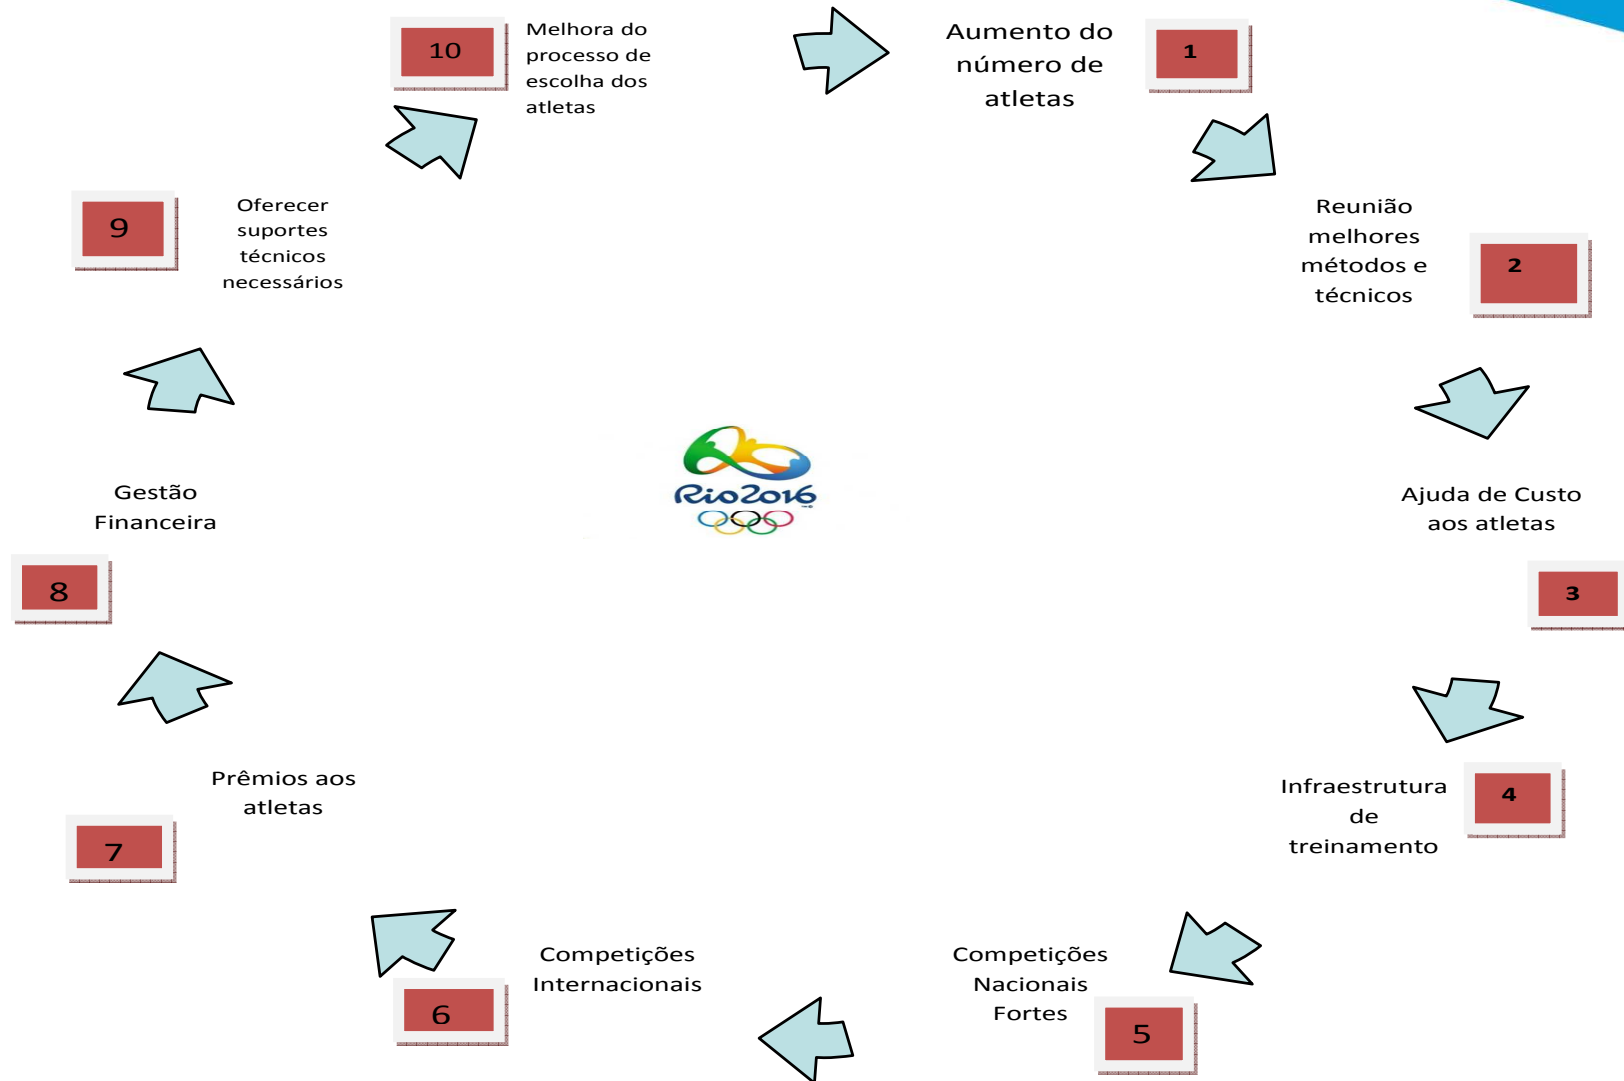 Aumento do
número de
atletas
1
Reunião
melhores
métodos e
técnicos
2
Ajuda de Custo
aos atletas
3
Infraestrutura
de
treinamento
4
Competições
Nacionais
Fortes
5
Competições
Internacionais
6
Prêmios aos
atletas
7
Gestão
Financeira
8
Oferecer
suportes
técnicos
necessários
9
Melhora do
processo de
escolha dos
atletas
10
Rio2016